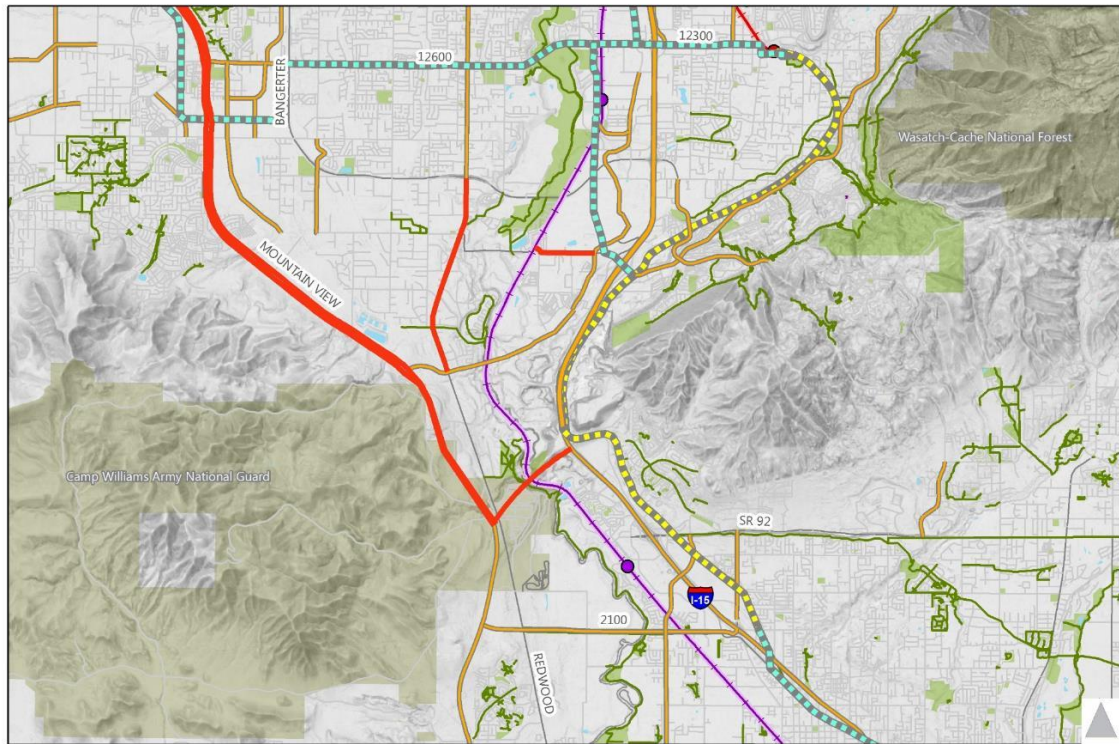 12600
12300
BANGERTER
Wasatch-Cache National Forest
MOUNTAIN VIEW
Camp Williams Army National Guard
SR 92
I-15
2100
REDWOOD